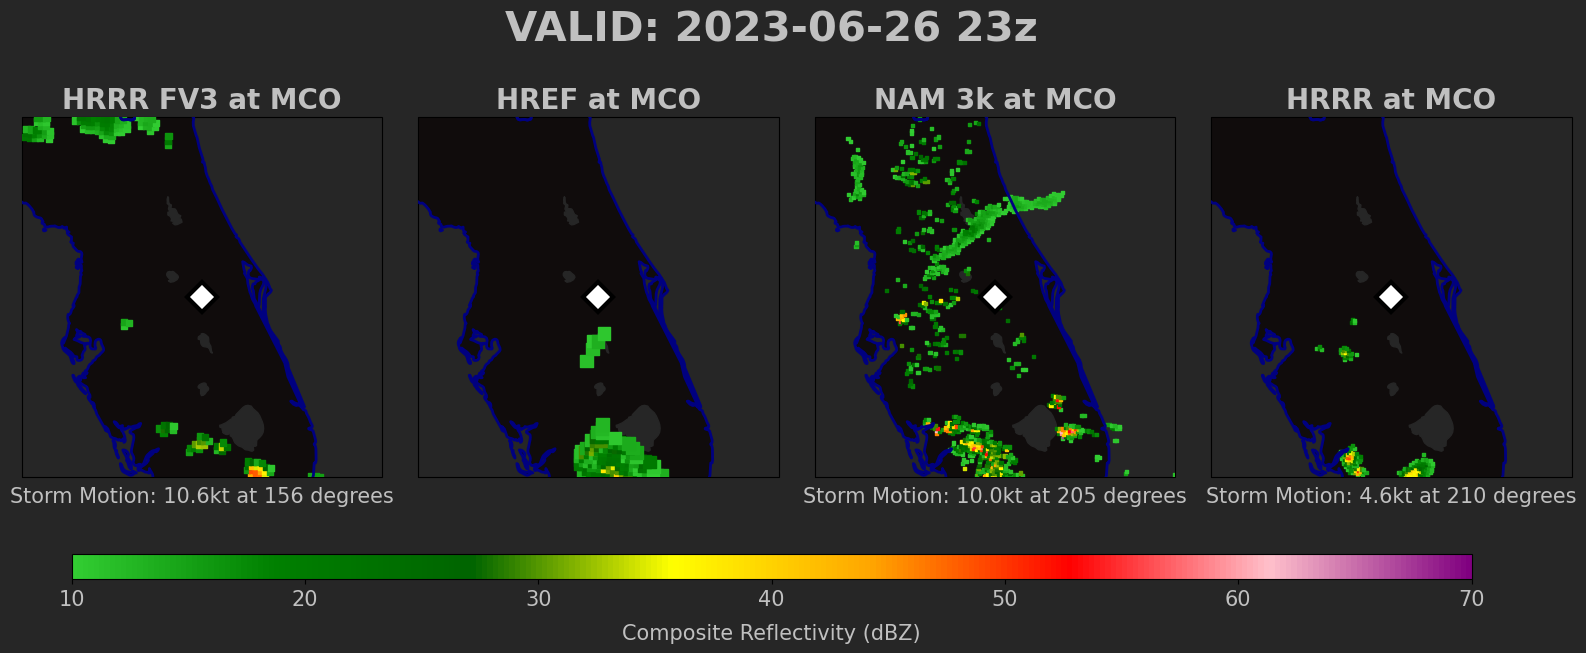 VALID: 2023-06-26 23z
HRRR FV3 at MCO
HREF at MCO
NAM 3k at MCO
HRRR at MCO
Storm Motion: 10.6kt at 156 degrees
Storm Motion: 10.0kt at 205 degrees
Storm Motion: 4.6kt at 210 degrees
10 20 30 40 50 60 70
Composite Reflectivity (dBZ)